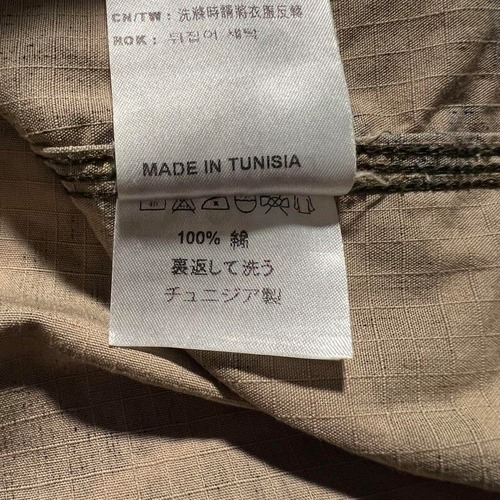 CN/TW : 洗滌時請將衣服反轉
ROK : 뒤집어 세탁
MADE IN TUNISIA
100% 綿
裏返して洗う
チュニジア製